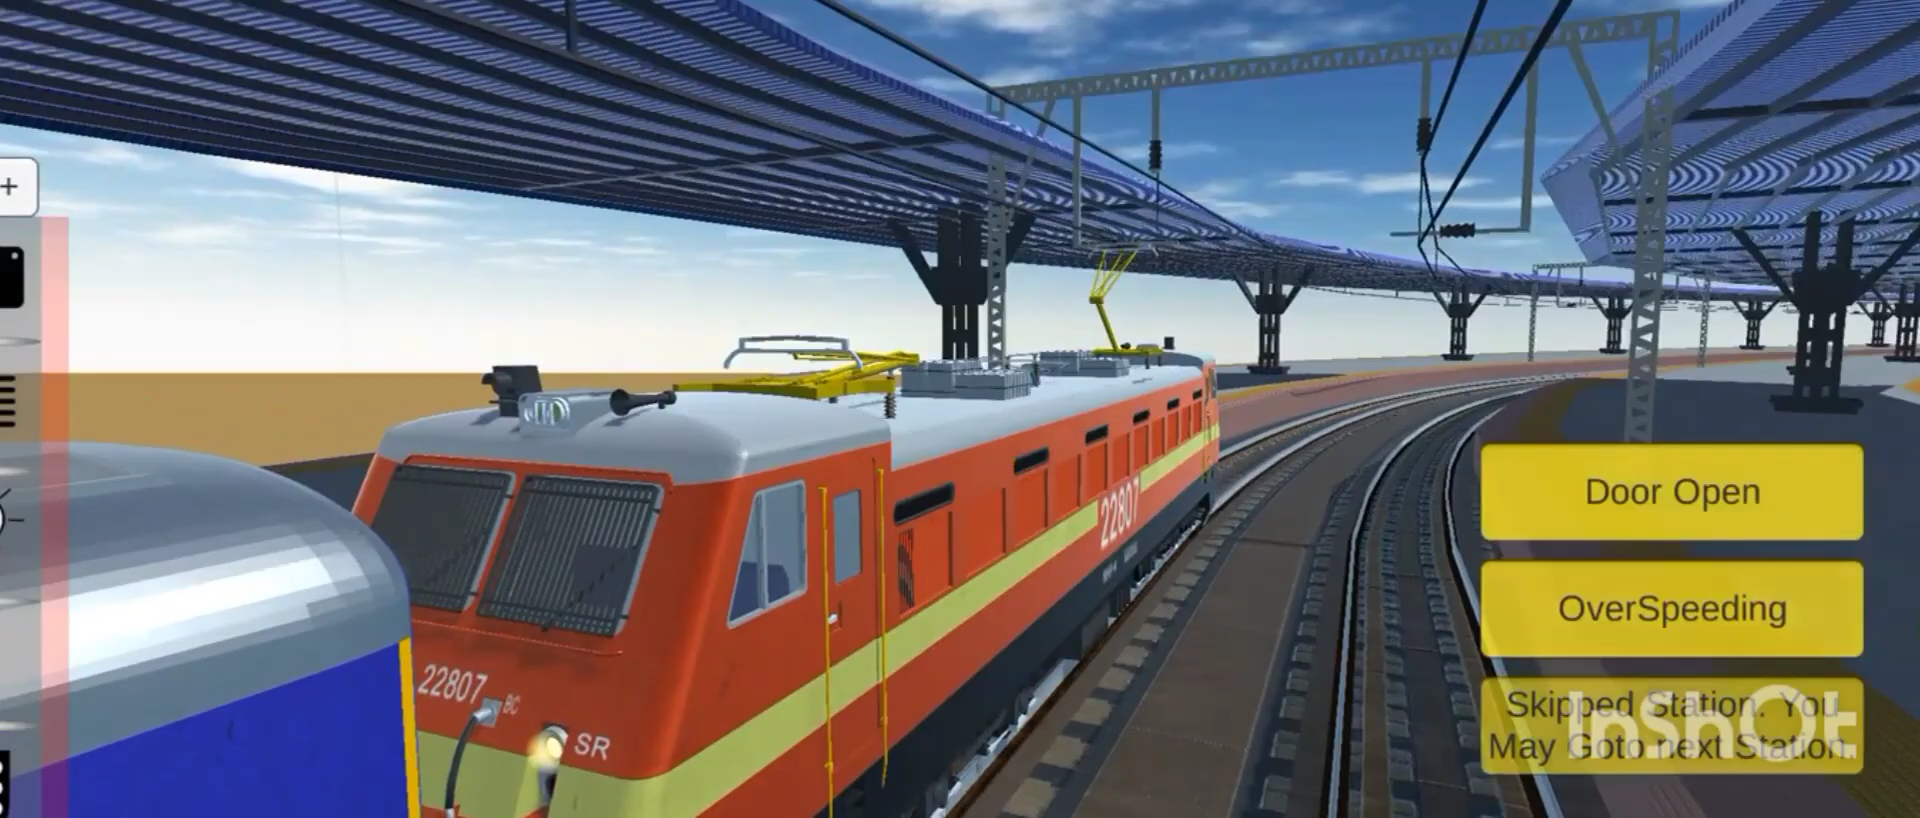 +
22807
22807
BC
SR
Door Open
OverSpeeding
Skipped Station. You
May Goto next Station.
InShOt